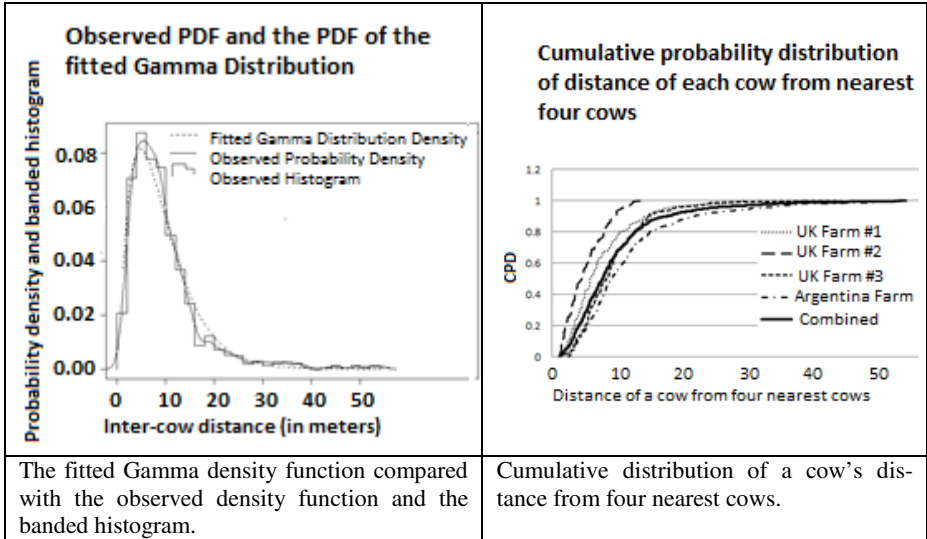 Observed PDF and the PDF of the
fitted Gamma Distribution
Probability density and banded histogram
Fitted Gamma Distribution Density
Observed Probability Density
Observed Histogram
0.08
0.06
0.04
0.02
0.00
0 10 20 30 40 50
Inter-cow distance (in meters)
Cumulative probability distribution
of distance of each cow from nearest
four cows
CPD
1.2
1
0.8
0.6
0.4
0.2
0
UK Farm #1
UK Farm #2
UK Farm #3
Argentina Farm
Combined
0 10 20 30 40 50
Distance of a cow from four nearest cows
The fitted Gamma density function compared
with the observed density function and the
banded histogram.
Cumulative distribution of a cow's dis-
tance from four nearest cows.